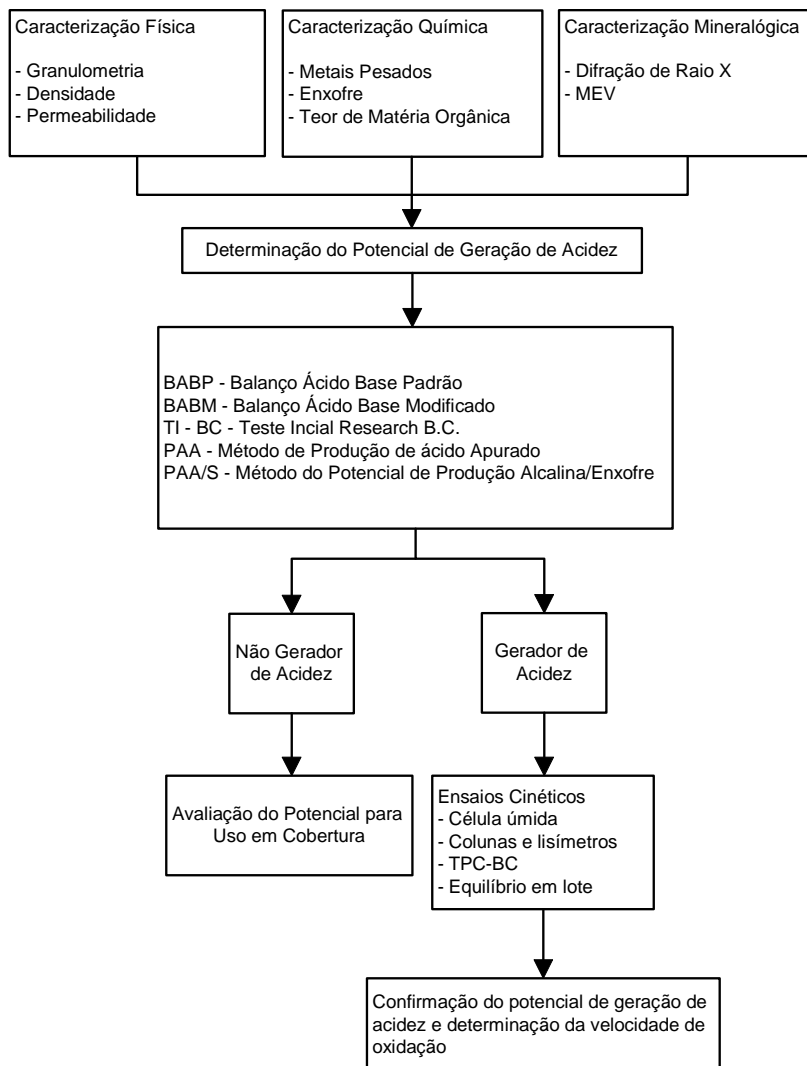 Caracterização Física
- Granulometria
- Densidade
- Permeabilidade
Caracterização Química
- Metais Pesados
- Enxofre
- Teor de Matéria Orgânica
Caracterização Mineralógica
- Difração de Raio X
- MEV
Determinação do Potencial de Geração de Acidez
BABP - Balanço Ácido Base Padrão
BABM - Balanço Ácido Base Modificado
TI - BC - Teste Incial Research B.C.
PAA - Método de Produção de ácido Apurado
PAA/S - Método do Potencial de Produção Alcalina/Enxofre
Não Gerador
de Acidez
Gerador de
Acidez
Avaliação do Potencial para
Uso em Cobertura
Ensaios Cinéticos
- Célula úmida
- Colunas e lisímetros
- TPC-BC
- Equilíbrio em lote
Confirmação do potencial de geração de
acidez e determinação da velocidade de
oxidação